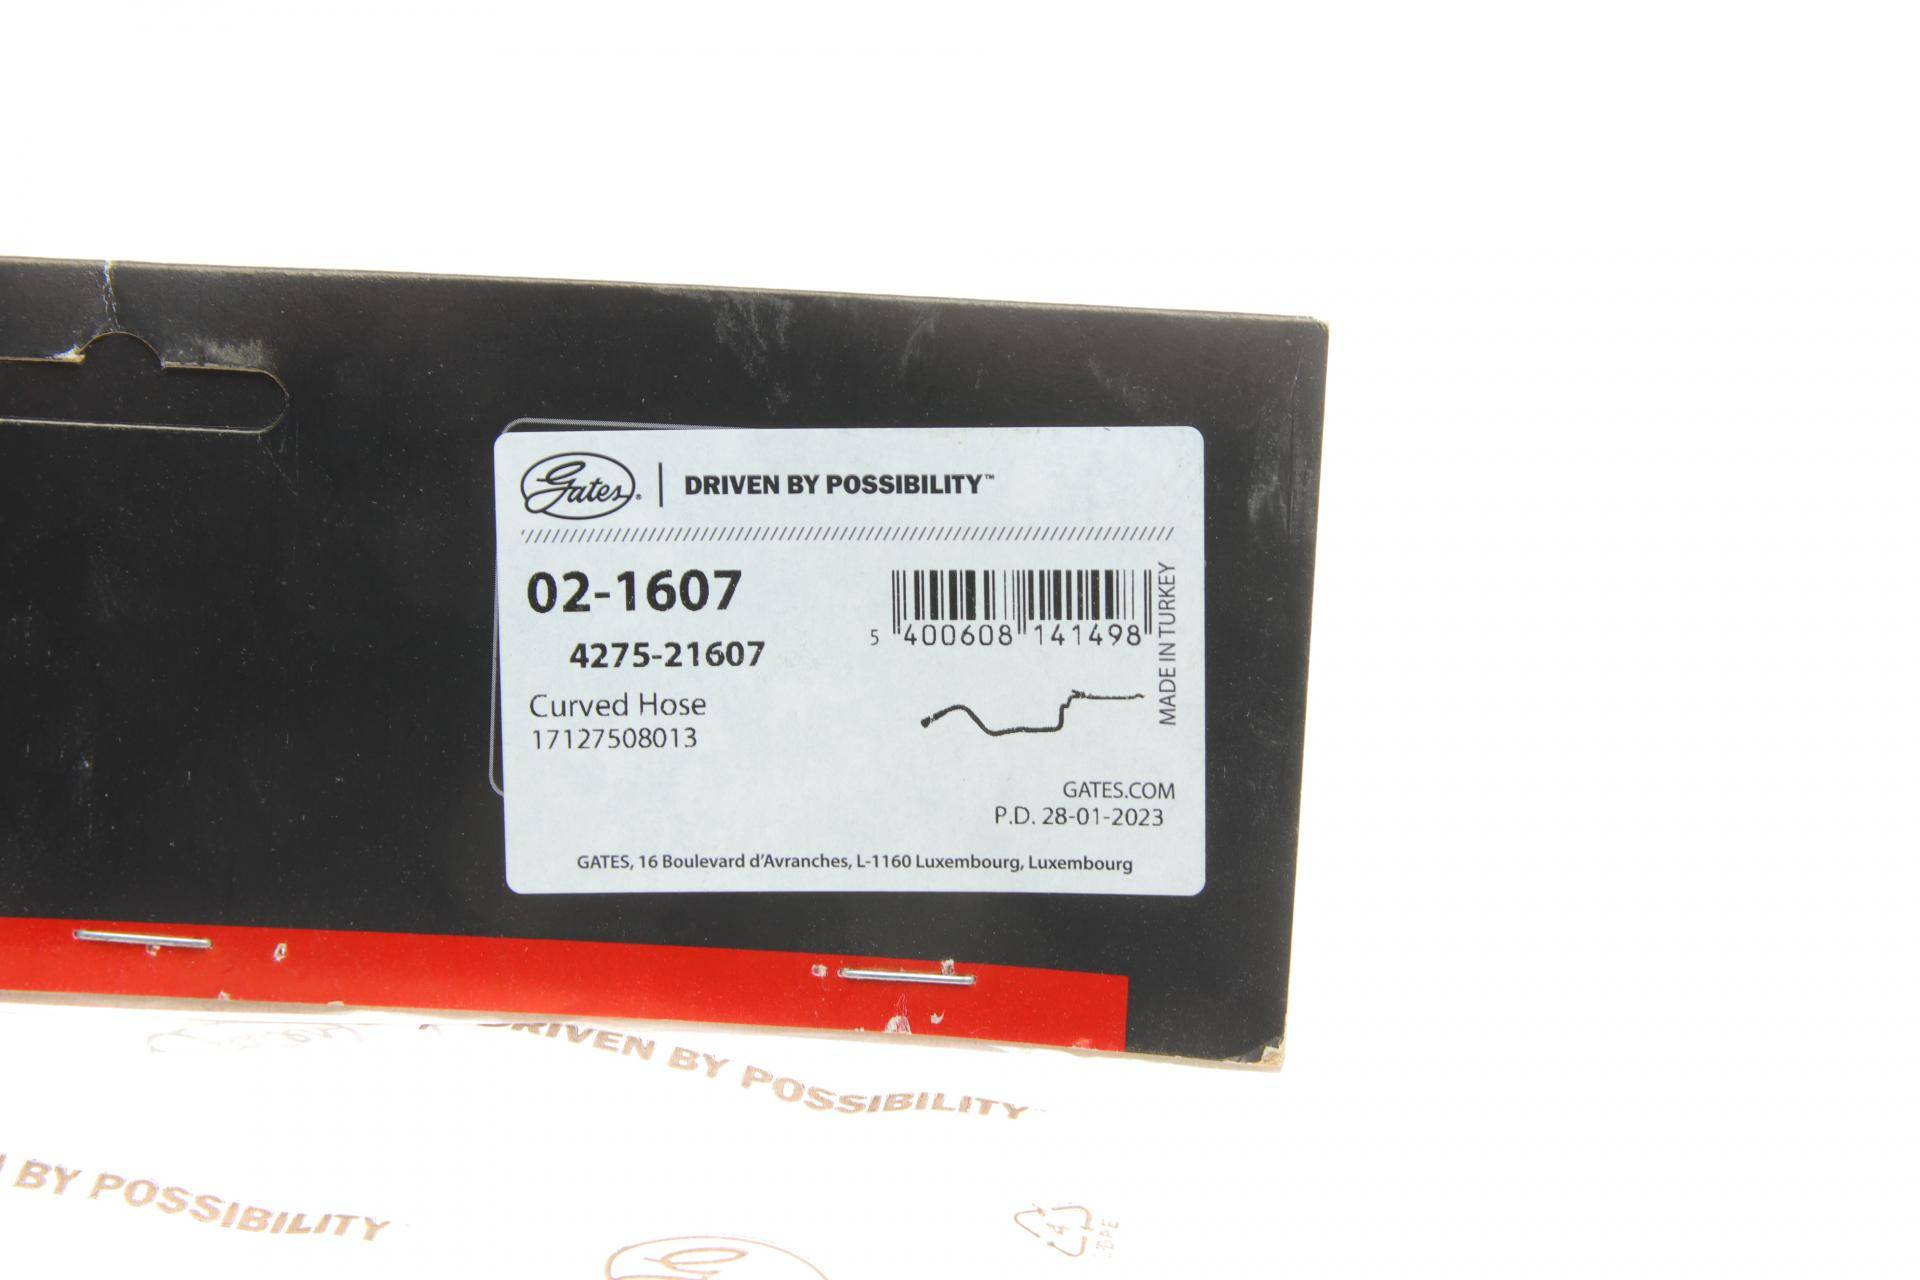 Gates® | DRIVEN BY POSSIBILITY™
02-1607
4275-21607
Curved Hose
17127508013
5 400608 141498
MADE IN TURKEY
GATES.COM
P.D. 28-01-2023
GATES, 16 Boulevard d'Avranches, L-1160 Luxembourg, Luxembourg
DRIVEN BY POSSIBILITY
BY POSSIBILITY
4